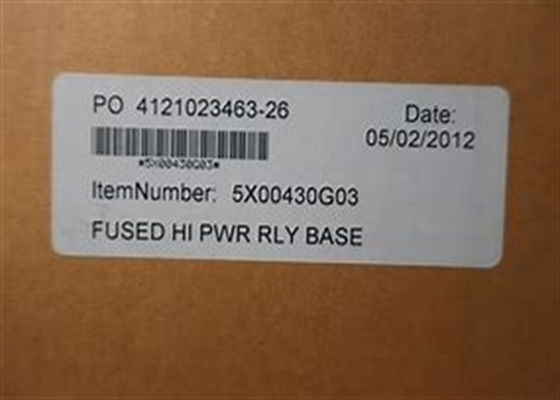 PO 4121023463-26
Date:
05/02/2012
*5X00430G03*
ItemNumber: 5X00430G03
FUSED HI PWR RLY BASE